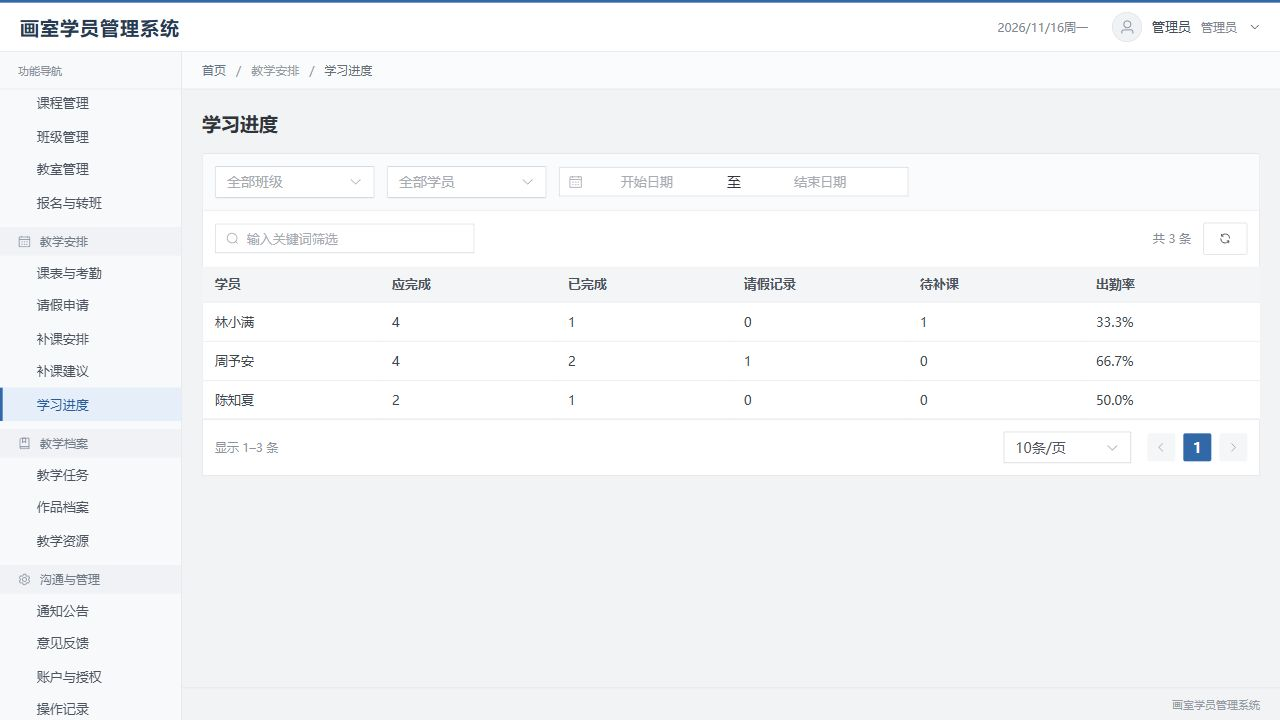 画室学员管理系统
2026/11/16周一 管理员 管理员
功能导航
课程管理
班级管理
教室管理
报名与转班
教学安排
课表与考勤
请假申请
补课安排
补课建议
学习进度
教学档案
教学任务
作品档案
教学资源
沟通与管理
通知公告
意见反馈
账户与授权
操作记录
首页 / 教学安排 / 学习进度
学习进度
全部班级 全部学员 开始日期 至 结束日期
输入关键词筛选 共 3 条
学员 应完成 已完成 请假记录 待补课 出勤率
林小满 4 1 0 1 33.3%
周予安 4 2 1 0 66.7%
陈知夏 2 1 0 0 50.0%
显示 1–3 条 10条/页 1
画室学员管理系统